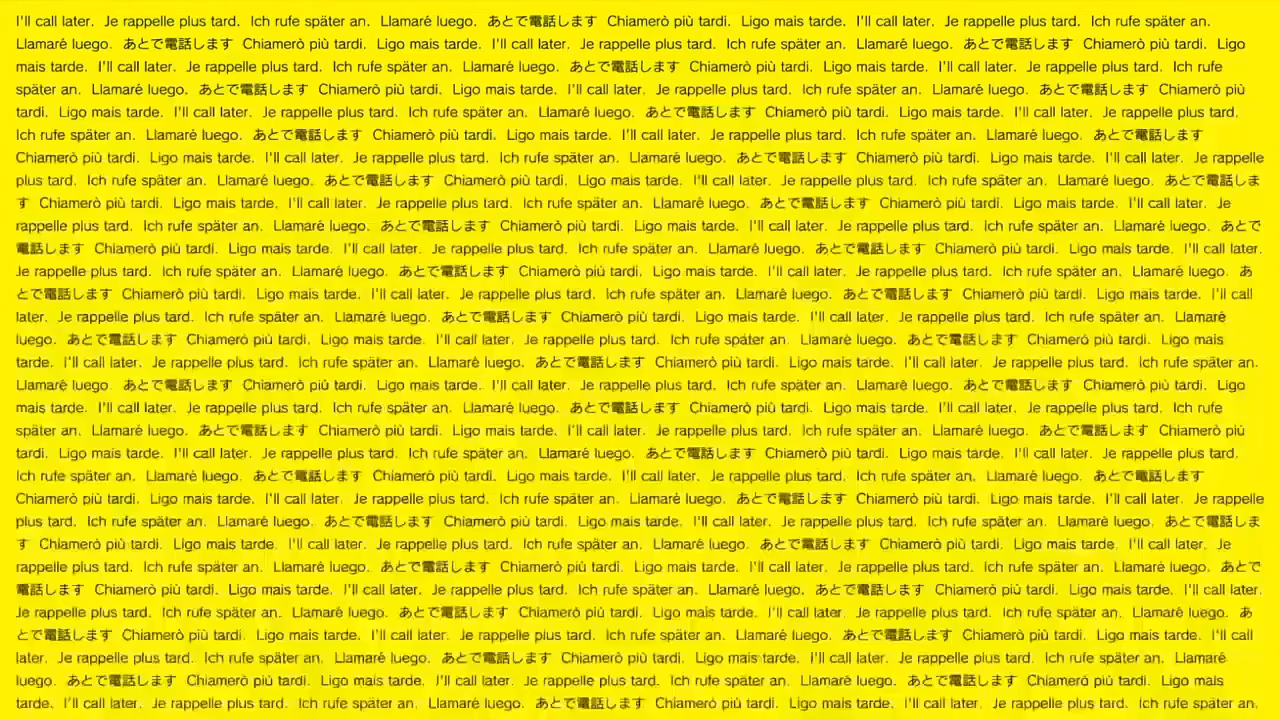 I'll call later.  Je rappelle plus tard.  Ich rufe später an.  Llamaré luego.  あとで電話します  Chiamerò più tardi.  Ligo mais tarde.  I'll call later.  Je rappelle plus tard.  Ich rufe später an.
Llamaré luego.  あとで電話します  Chiamerò più tardi.  Ligo mais tarde.  I'll call later.  Je rappelle plus tard.  Ich rufe später an.  Llamaré luego.  あとで電話します  Chiamerò più tardi.  Ligo
mais tarde.  I'll call later.  Je rappelle plus tard.  Ich rufe später an.  Llamaré luego.  あとで電話します  Chiamerò più tardi.  Ligo mais tarde.  I'll call later.  Je rappelle plus tard.  Ich rufe
später an.  Llamaré luego.  あとで電話します  Chiamerò più tardi.  Ligo mais tarde.  I'll call later.  Je rappelle plus tard.  Ich rufe später an.  Llamaré luego.  あとで電話します  Chiamerò più
tardi.  Ligo mais tarde.  I'll call later.  Je rappelle plus tard.  Ich rufe später an.  Llamaré luego.  あとで電話します  Chiamerò più tardi.  Ligo mais tarde.  I'll call later.  Je rappelle plus tard.
Ich rufe später an.  Llamaré luego.  あとで電話します  Chiamerò più tardi.  Ligo mais tarde.  I'll call later.  Je rappelle plus tard.  Ich rufe später an.  Llamaré luego.  あとで電話します
Chiamerò più tardi.  Ligo mais tarde.  I'll call later.  Je rappelle plus tard.  Ich rufe später an.  Llamaré luego.  あとで電話します  Chiamerò più tardi.  Ligo mais tarde.  I'll call later.  Je rappelle
plus tard.  Ich rufe später an.  Llamaré luego.  あとで電話します  Chiamerò più tardi.  Ligo mais tarde.  I'll call later.  Je rappelle plus tard.  Ich rufe später an.  Llamaré luego.  あとで電話しま
す  Chiamerò più tardi.  Ligo mais tarde.  I'll call later.  Je rappelle plus tard.  Ich rufe später an.  Llamaré luego.  あとで電話します  Chiamerò più tardi.  Ligo mais tarde.  I'll call later.  Je
rappelle plus tard.  Ich rufe später an.  Llamaré luego.  あとで電話します  Chiamerò più tardi.  Ligo mais tarde.  I'll call later.  Je rappelle plus tard.  Ich rufe später an.  Llamaré luego.  あとで
電話します  Chiamerò più tardi.  Ligo mais tarde.  I'll call later.  Je rappelle plus tard.  Ich rufe später an.  Llamaré luego.  あとで電話します  Chiamerò più tardi.  Ligo mais tarde.  I'll call later.
Je rappelle plus tard.  Ich rufe später an.  Llamaré luego.  あとで電話します  Chiamerò più tardi.  Ligo mais tarde.  I'll call later.  Je rappelle plus tard.  Ich rufe später an.  Llamaré luego.  あ
とで電話します  Chiamerò più tardi.  Ligo mais tarde.  I'll call later.  Je rappelle plus tard.  Ich rufe später an.  Llamaré luego.  あとで電話します  Chiamerò più tardi.  Ligo mais tarde.  I'll call
later.  Je rappelle plus tard.  Ich rufe später an.  Llamaré luego.  あとで電話します  Chiamerò più tardi.  Ligo mais tarde.  I'll call later.  Je rappelle plus tard.  Ich rufe später an.  Llamaré
luego.  あとで電話します  Chiamerò più tardi.  Ligo mais tarde.  I'll call later.  Je rappelle plus tard.  Ich rufe später an.  Llamaré luego.  あとで電話します  Chiamerò più tardi.  Ligo mais
tarde.  I'll call later.  Je rappelle plus tard.  Ich rufe später an.  Llamaré luego.  あとで電話します  Chiamerò più tardi.  Ligo mais tarde.  I'll call later.  Je rappelle plus tard.  Ich rufe später an.
Llamaré luego.  あとで電話します  Chiamerò più tardi.  Ligo mais tarde.  I'll call later.  Je rappelle plus tard.  Ich rufe später an.  Llamaré luego.  あとで電話します  Chiamerò più tardi.  Ligo
mais tarde.  I'll call later.  Je rappelle plus tard.  Ich rufe später an.  Llamaré luego.  あとで電話します  Chiamerò più tardi.  Ligo mais tarde.  I'll call later.  Je rappelle plus tard.  Ich rufe
später an.  Llamaré luego.  あとで電話します  Chiamerò più tardi.  Ligo mais tarde.  I'll call later.  Je rappelle plus tard.  Ich rufe später an.  Llamaré luego.  あとで電話します  Chiamerò più
tardi.  Ligo mais tarde.  I'll call later.  Je rappelle plus tard.  Ich rufe später an.  Llamaré luego.  あとで電話します  Chiamerò più tardi.  Ligo mais tarde.  I'll call later.  Je rappelle plus tard.
Ich rufe später an.  Llamaré luego.  あとで電話します  Chiamerò più tardi.  Ligo mais tarde.  I'll call later.  Je rappelle plus tard.  Ich rufe später an.  Llamaré luego.  あとで電話します
Chiamerò più tardi.  Ligo mais tarde.  I'll call later.  Je rappelle plus tard.  Ich rufe später an.  Llamaré luego.  あとで電話します  Chiamerò più tardi.  Ligo mais tarde.  I'll call later.  Je rappelle
plus tard.  Ich rufe später an.  Llamaré luego.  あとで電話します  Chiamerò più tardi.  Ligo mais tarde.  I'll call later.  Je rappelle plus tard.  Ich rufe später an.  Llamaré luego.  あとで電話しま
す  Chiamerò più tardi.  Ligo mais tarde.  I'll call later.  Je rappelle plus tard.  Ich rufe später an.  Llamaré luego.  あとで電話します  Chiamerò più tardi.  Ligo mais tarde.  I'll call later.  Je
rappelle plus tard.  Ich rufe später an.  Llamaré luego.  あとで電話します  Chiamerò più tardi.  Ligo mais tarde.  I'll call later.  Je rappelle plus tard.  Ich rufe später an.  Llamaré luego.  あとで
電話します  Chiamerò più tardi.  Ligo mais tarde.  I'll call later.  Je rappelle plus tard.  Ich rufe später an.  Llamaré luego.  あとで電話します  Chiamerò più tardi.  Ligo mais tarde.  I'll call later.
Je rappelle plus tard.  Ich rufe später an.  Llamaré luego.  あとで電話します  Chiamerò più tardi.  Ligo mais tarde.  I'll call later.  Je rappelle plus tard.  Ich rufe später an.  Llamaré luego.  あ
とで電話します  Chiamerò più tardi.  Ligo mais tarde.  I'll call later.  Je rappelle plus tard.  Ich rufe später an.  Llamaré luego.  あとで電話します  Chiamerò più tardi.  Ligo mais tarde.  I'll call
later.  Je rappelle plus tard.  Ich rufe später an.  Llamaré luego.  あとで電話します  Chiamerò più tardi.  Ligo mais tarde.  I'll call later.  Je rappelle plus tard.  Ich rufe später an.  Llamaré
luego.  あとで電話します  Chiamerò più tardi.  Ligo mais tarde.  I'll call later.  Je rappelle plus tard.  Ich rufe später an.  Llamaré luego.  あとで電話します  Chiamerò più tardi.  Ligo mais
tarde.  I'll call later.  Je rappelle plus tard.  Ich rufe später an.  Llamaré luego.  あとで電話します  Chiamerò più tardi.  Ligo mais tarde.  I'll call later.  Je rappelle plus tard.  Ich rufe später an.